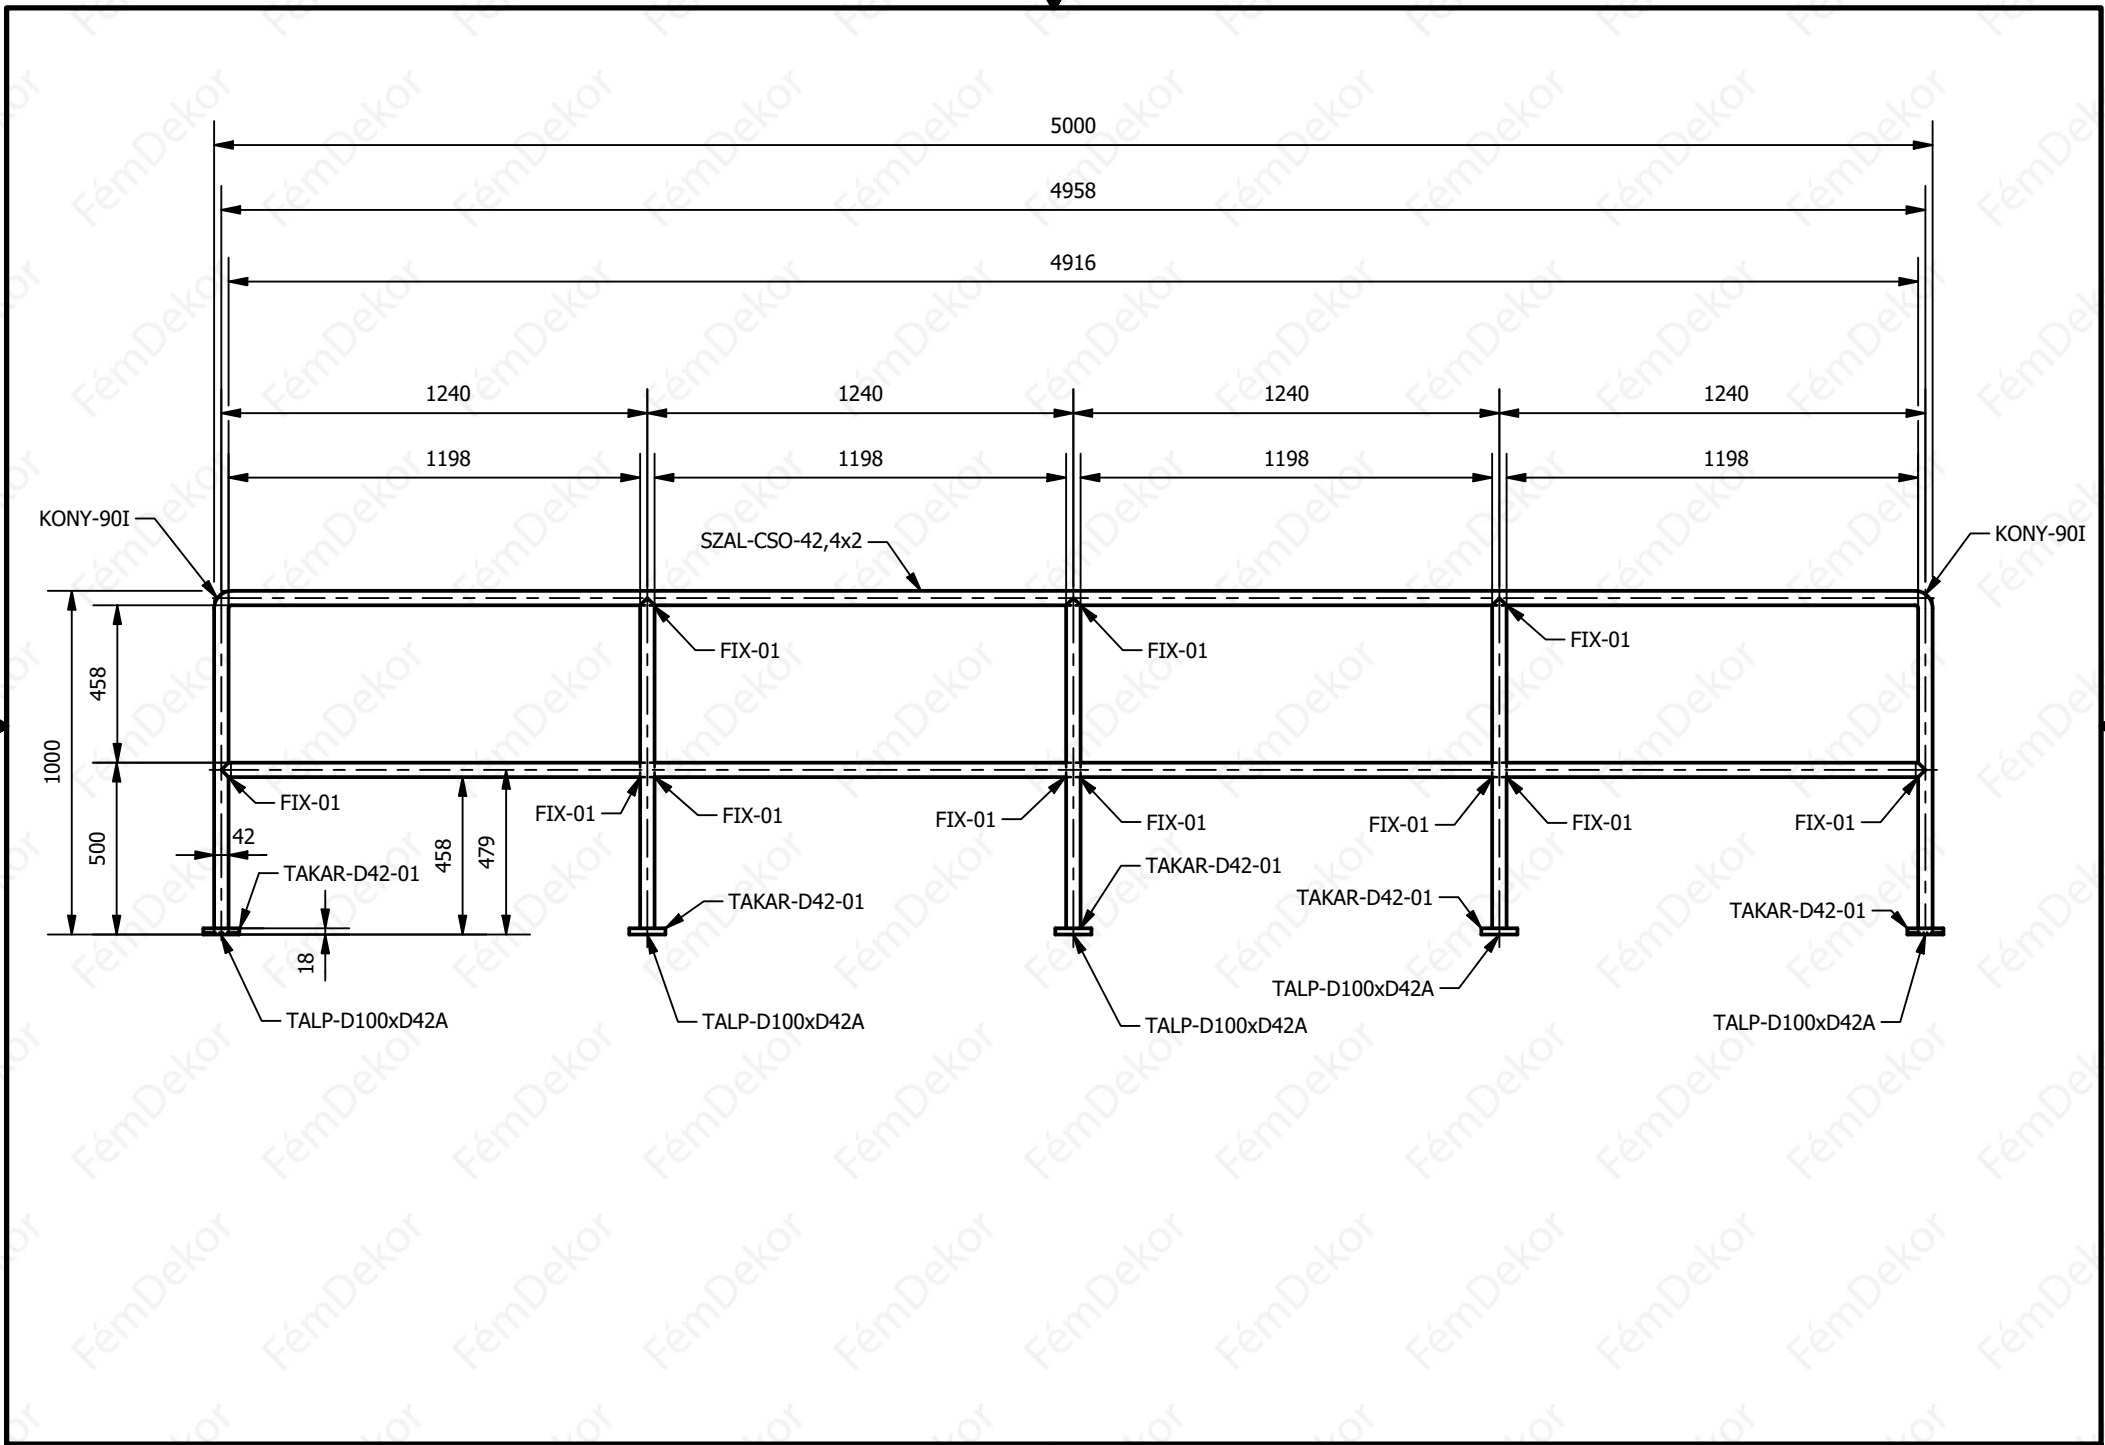 5000
4958
4916
1240 1240 1240 1240
1198 1198 1198 1198
KONY-90I
SZAL-CSO-42,4x2
KONY-90I
FIX-01
FIX-01
FIX-01
458
1000
500
FIX-01
FIX-01
FIX-01
FIX-01
FIX-01
FIX-01
FIX-01
FIX-01
42
458
479
TAKAR-D42-01
TAKAR-D42-01
TAKAR-D42-01
TAKAR-D42-01
TAKAR-D42-01
18
TALP-D100xD42A
TALP-D100xD42A
TALP-D100xD42A
TALP-D100xD42A
TALP-D100xD42A
FémDekor